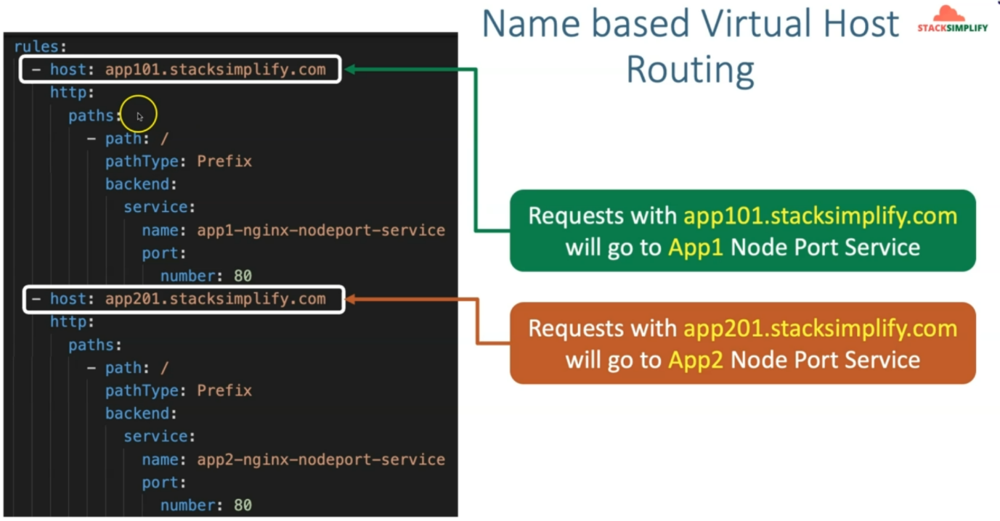 Name based Virtual Host
Routing
STACKSIMPLIFY
rules:
- host: app101.stacksimplify.com
http:
paths:
- path: /
pathType: Prefix
backend:
service:
name: app1-nginx-nodeport-service
port:
number: 80
- host: app201.stacksimplify.com
http:
paths:
- path: /
pathType: Prefix
backend:
service:
name: app2-nginx-nodeport-service
port:
number: 80
Requests with app101.stacksimplify.com
will go to App1 Node Port Service
Requests with app201.stacksimplify.com
will go to App2 Node Port Service